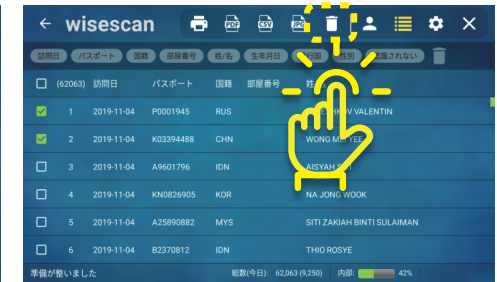 wisescan PDF CSV JPG
訪問日 パスポート 国籍 部屋番号 姓/名 生年月日 性別 認識されない
(62063) 訪問日 パスポート 国籍 部屋番号
1 2019-11-04 P0001945 RUS VALENTIN
2 2019-11-04 K03394488 CHN WONG MEI YEE
3 2019-11-04 A9601796 IDN AISYAH
4 2019-11-04 KN0826905 KOR NA JONG WOOK
5 2019-11-04 A25890882 MYS SITI ZAKIAH BINTI SULAIMAN
6 2019-11-04 B2370812 IDN THIO ROSYE
準備が整いました 総数(今日): 62,063 (9,250) 内部: 42%